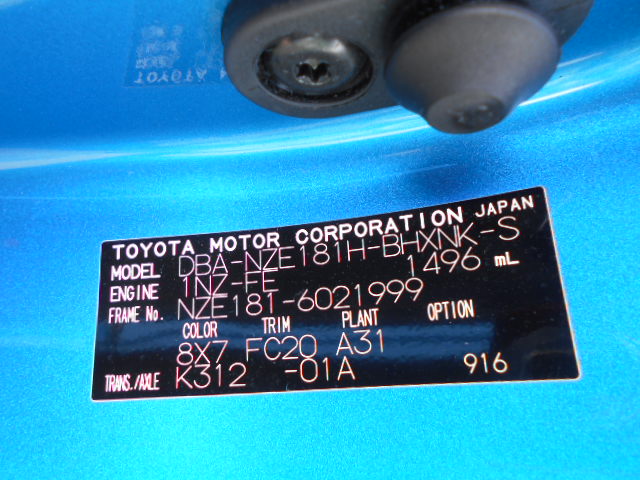 TOYOTA MOTOR CORPORATION JAPAN
MODEL DBA-NZE181H-BHXNK-S
ENGINE 1NZ-FE 1496 mL
FRAME No. NZE181-6021999
COLOR TRIM PLANT OPTION
8X7 FC20 A31
TRANS./AXLE K312 -01A 916